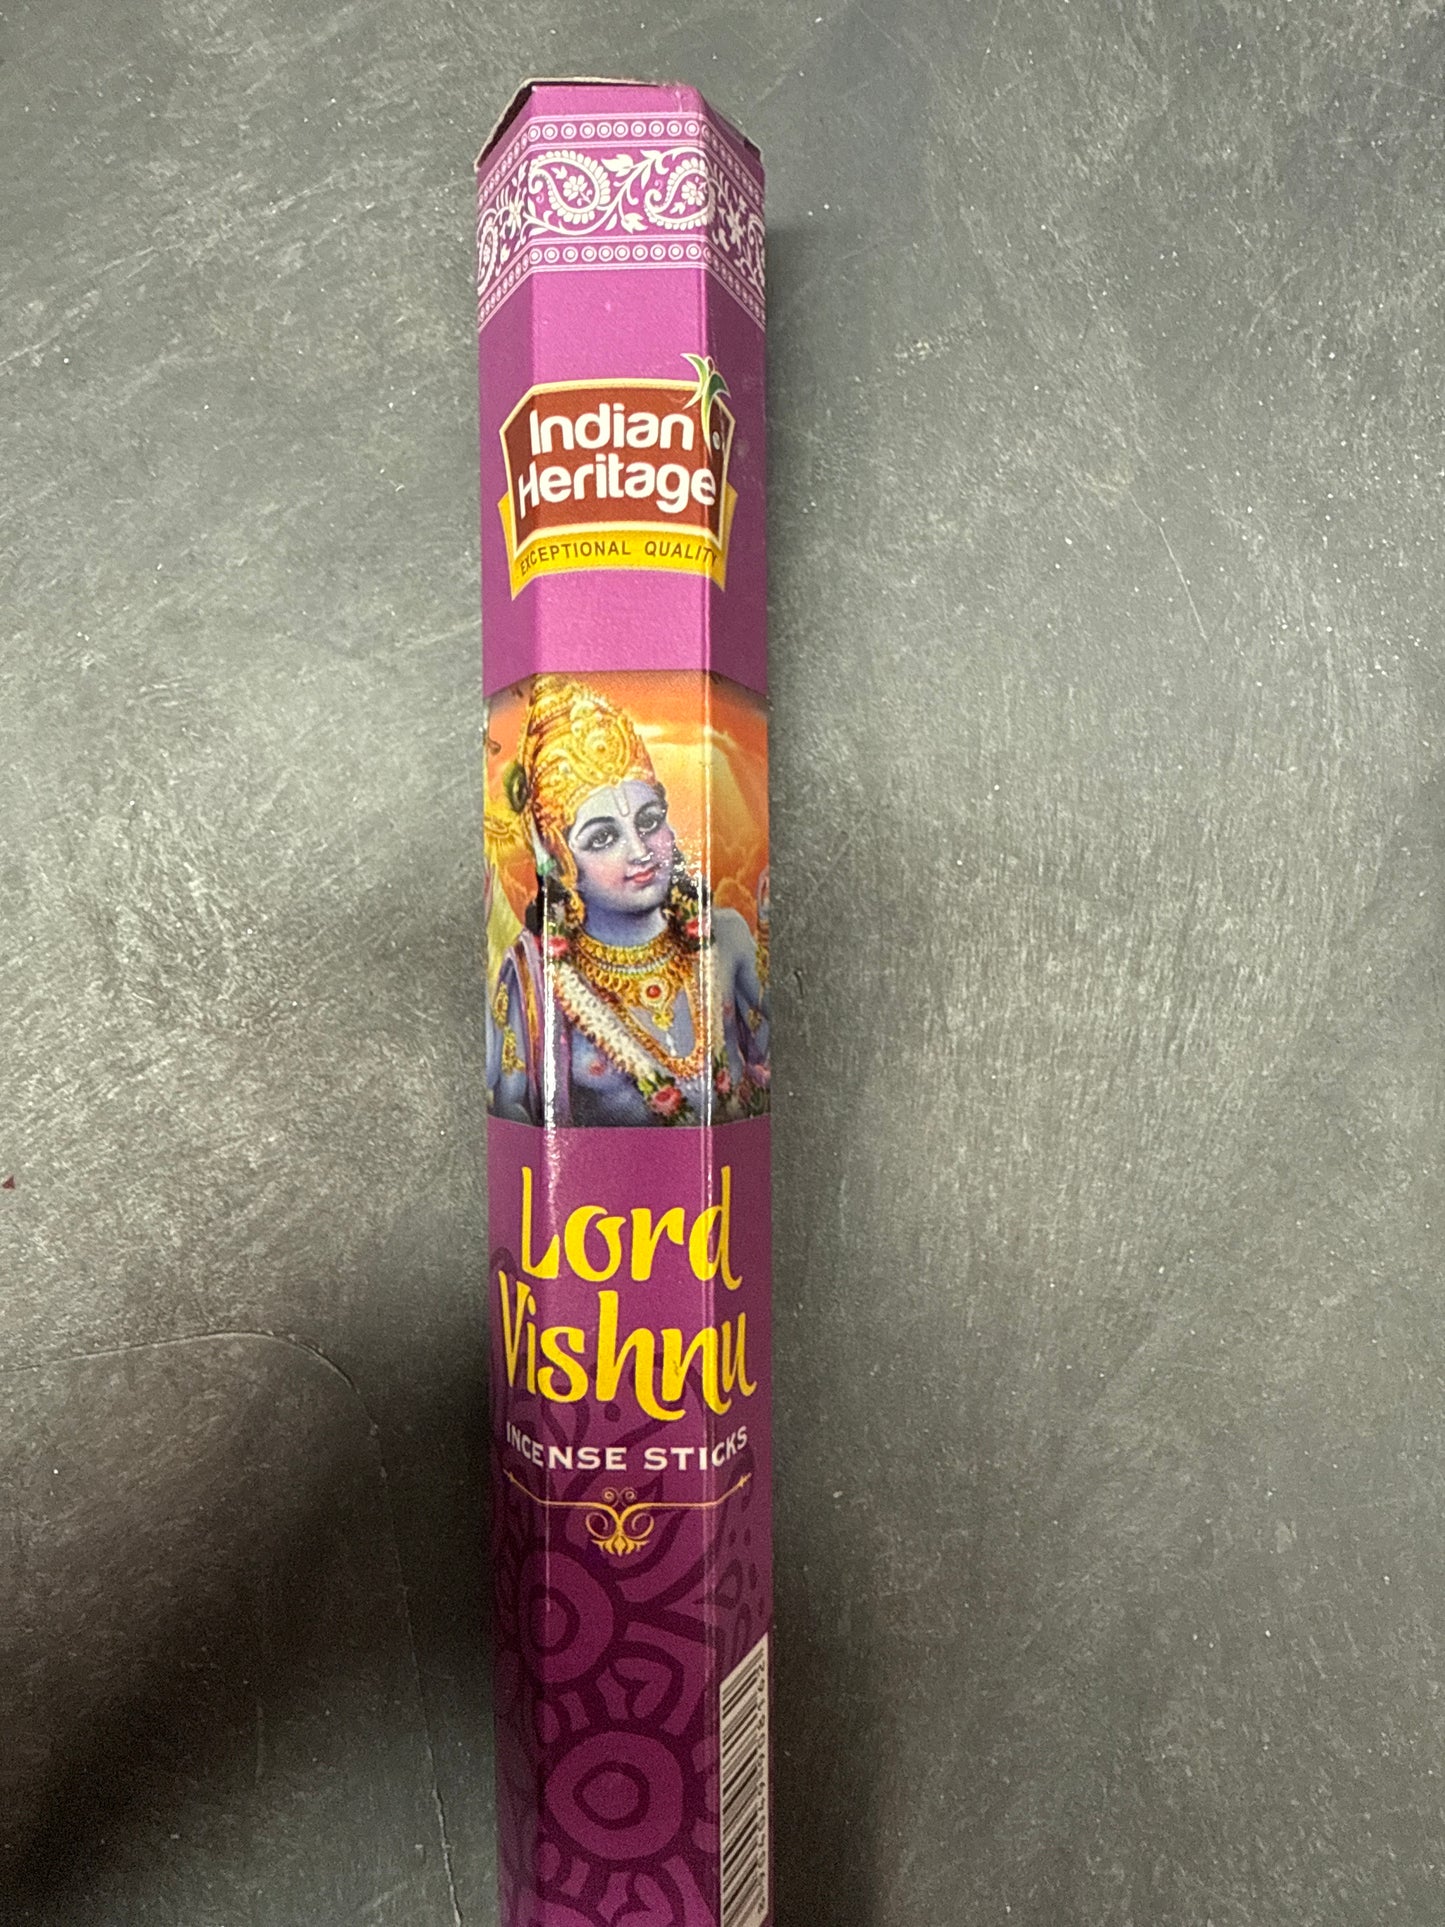 Indian
Heritage
EXCEPTIONAL QUALITY
Lord
Vishnu
INCENSE STICKS